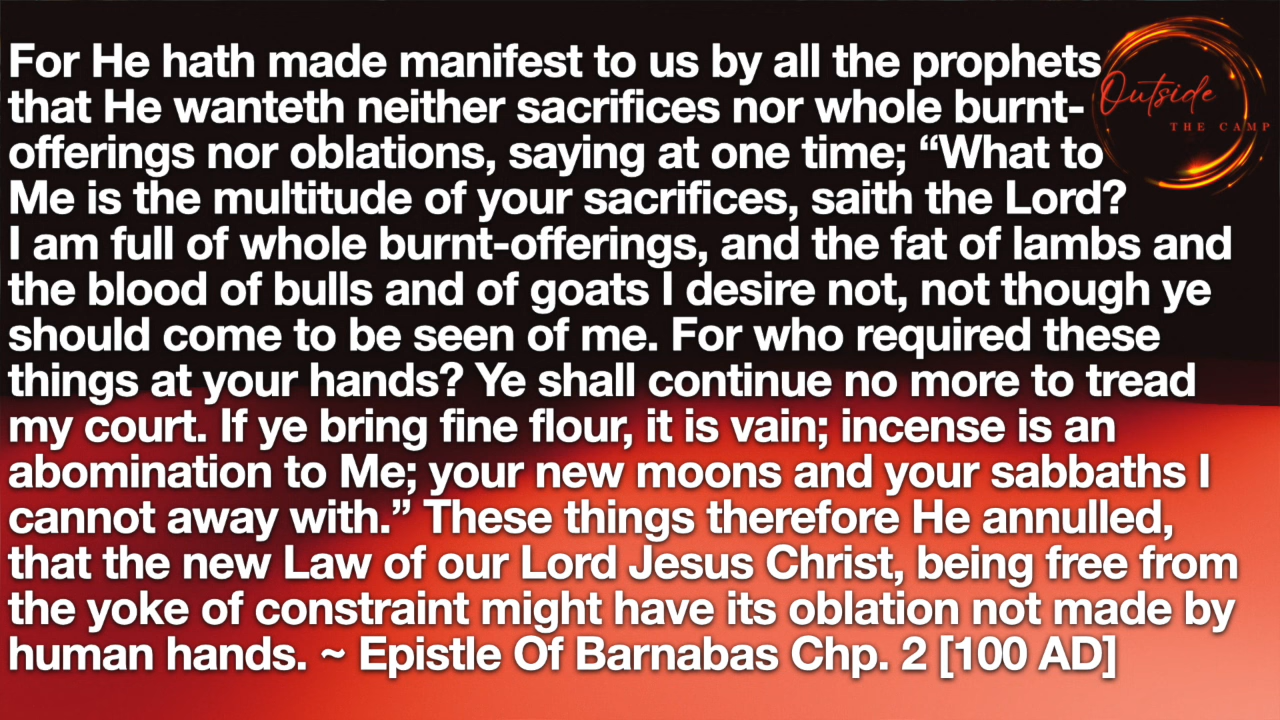 For He hath made manifest to us by all the prophets
that He wanteth neither sacrifices nor whole burnt-
offerings nor oblations, saying at one time; “What to
Me is the multitude of your sacrifices, saith the Lord?
I am full of whole burnt-offerings, and the fat of lambs and
the blood of bulls and of goats I desire not, not though ye
should come to be seen of me. For who required these
things at your hands? Ye shall continue no more to tread
my court. If ye bring fine flour, it is vain; incense is an
abomination to Me; your new moons and your sabbaths I
cannot away with.” These things therefore He annulled,
that the new Law of our Lord Jesus Christ, being free from
the yoke of constraint might have its oblation not made by
human hands. ~ Epistle Of Barnabas Chp. 2 [100 AD]
Outside
THE CAMP